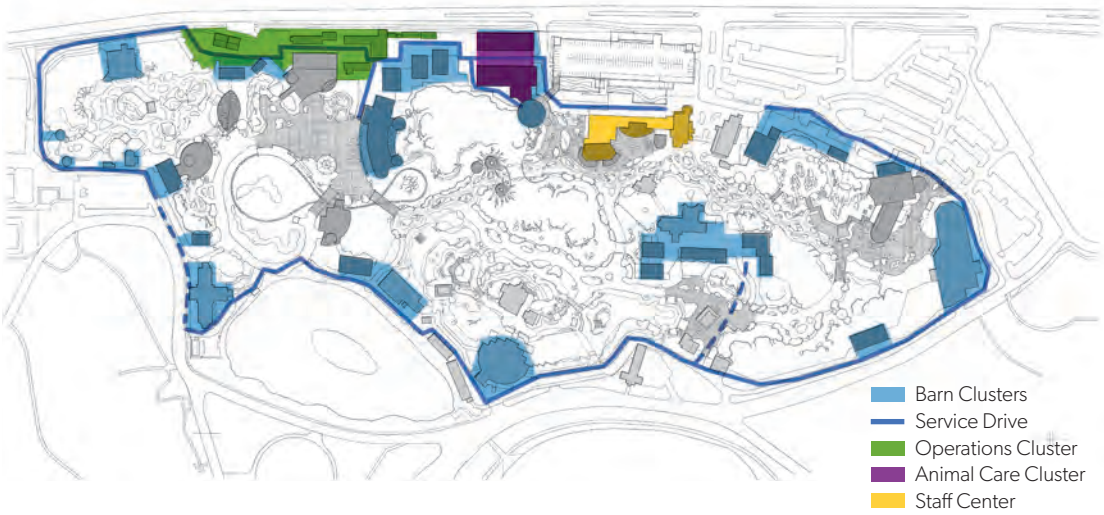 Barn Clusters
Service Drive
Operations Cluster
Animal Care Cluster
Staff Center